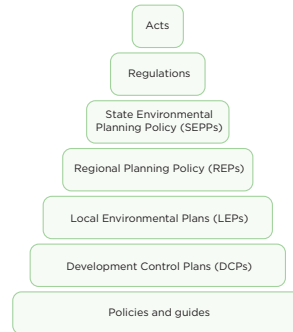 Acts
Regulations
State Environmental
Planning Policy (SEPPs)
Regional Planning Policy (REPs)
Local Environmental Plans (LEPs)
Development Control Plans (DCPs)
Policies and guides